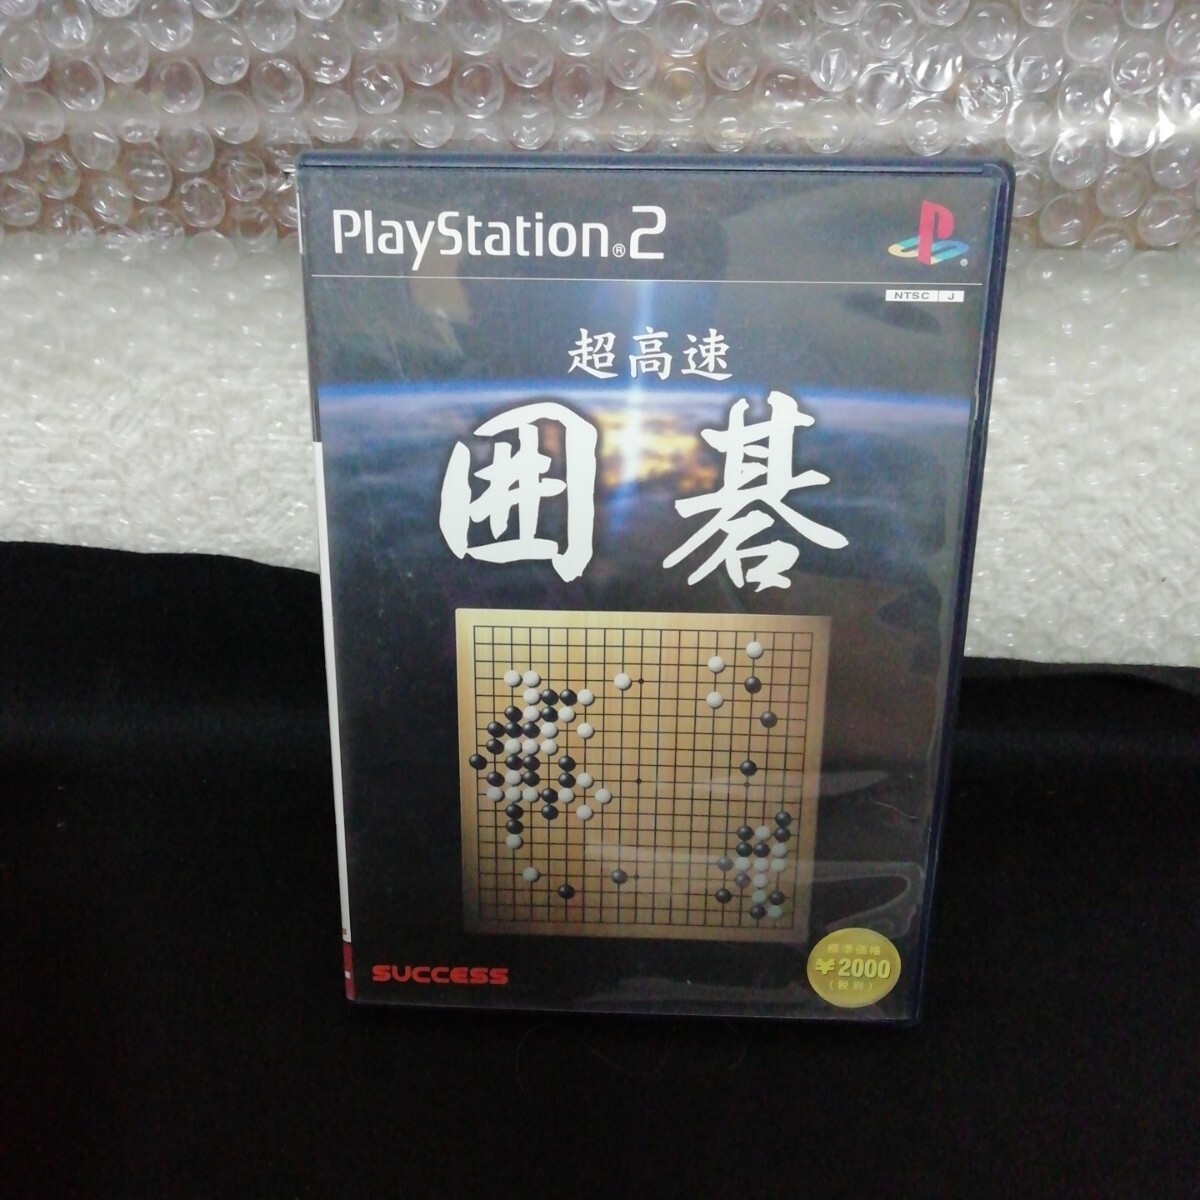 PlayStation®2
NTSC J
超高速
囲碁
SUCCESS
標準価格
¥2000
(税別)